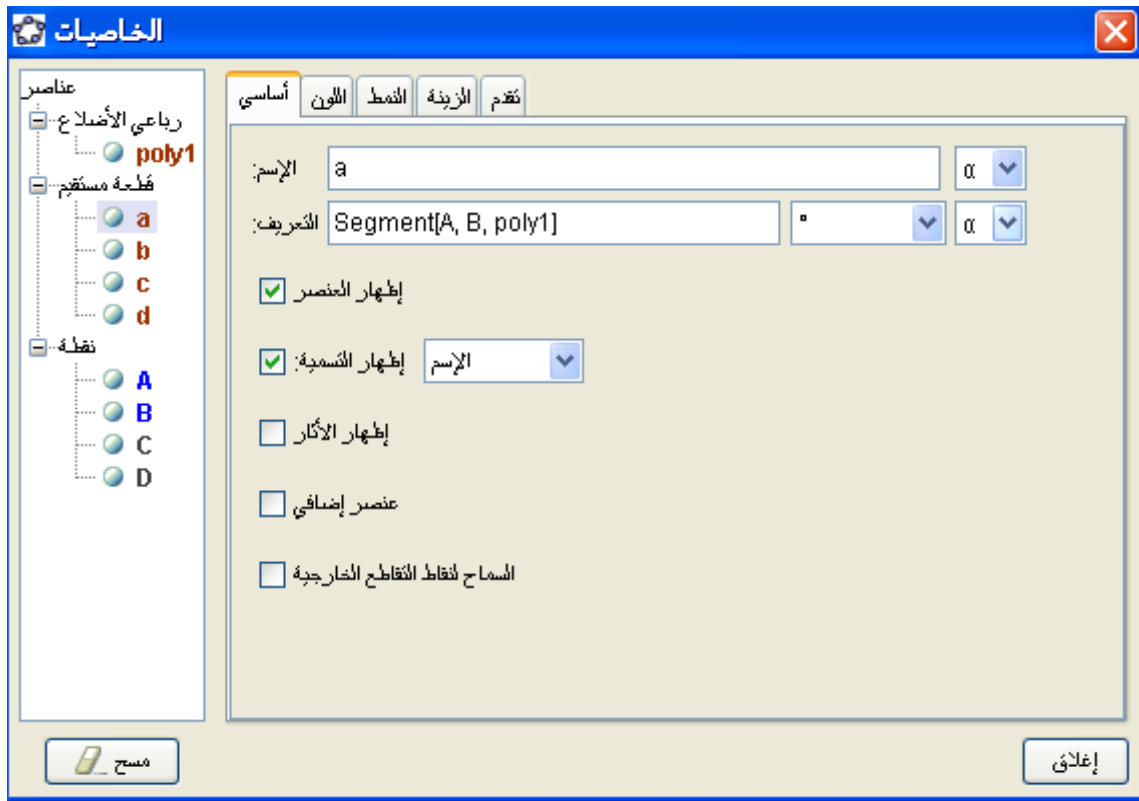 الخاصيات
عناصر
رباعي الأضلاع
poly1
قطعة مستقيم
a
b
c
d
نقطة
A
B
C
D
أساسي
اللون
النمط
الزينة
تقدم
الإسم:
a
α
التعريف:
Segment[A, B, poly1]
°
α
إظهار العنصر
إظهار التسمية:
الإسم
إظهار الأثار
عنصر إضافي
السماح لنقاط التقاطع الخارجية
مسح
إغلاق